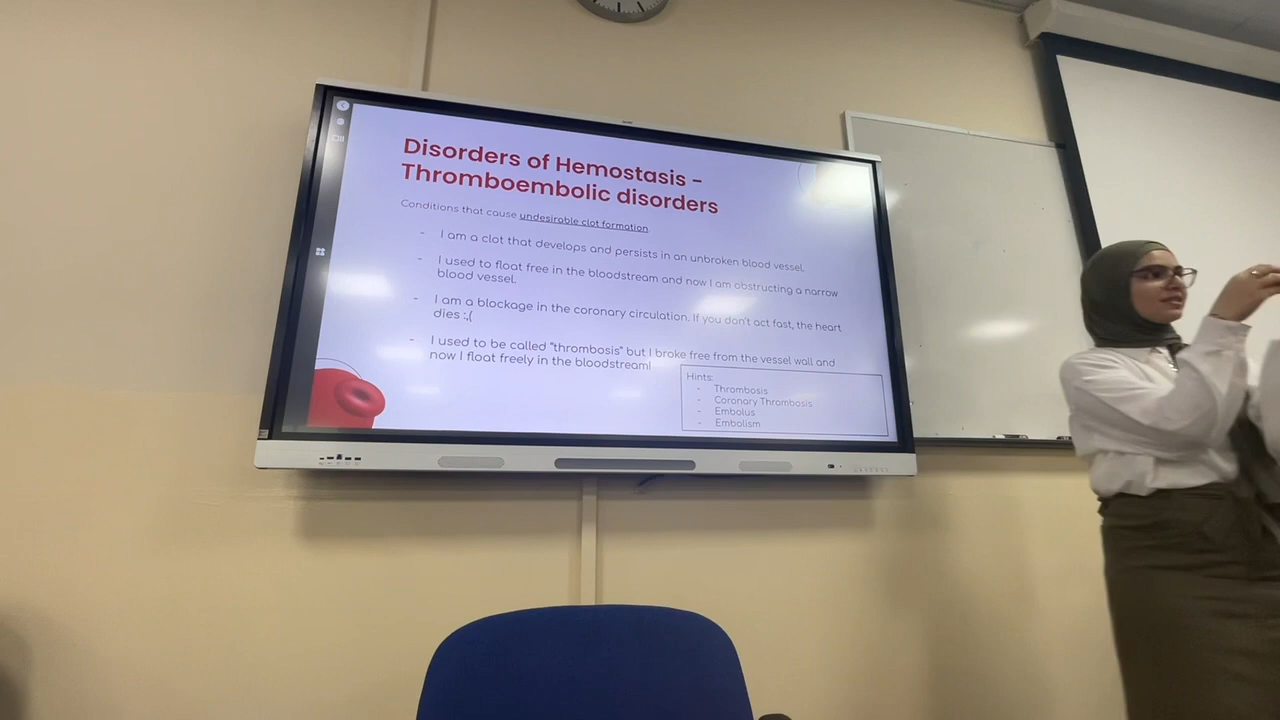 Disorders of Hemostasis -
Thromboembolic disorders
Conditions that cause undesirable clot formation.
- I am a clot that develops and persists in an unbroken blood vessel.
- I used to float free in the bloodstream and now I am obstructing a narrow
blood vessel.
- I am a blockage in the coronary circulation. If you don't act fast, the heart
dies :,(
- I used to be called "thrombosis" but I broke free from the vessel wall and
now I float freely in the bloodstream!
Hints:
- Thrombosis
- Coronary Thrombosis
- Embolus
- Embolism